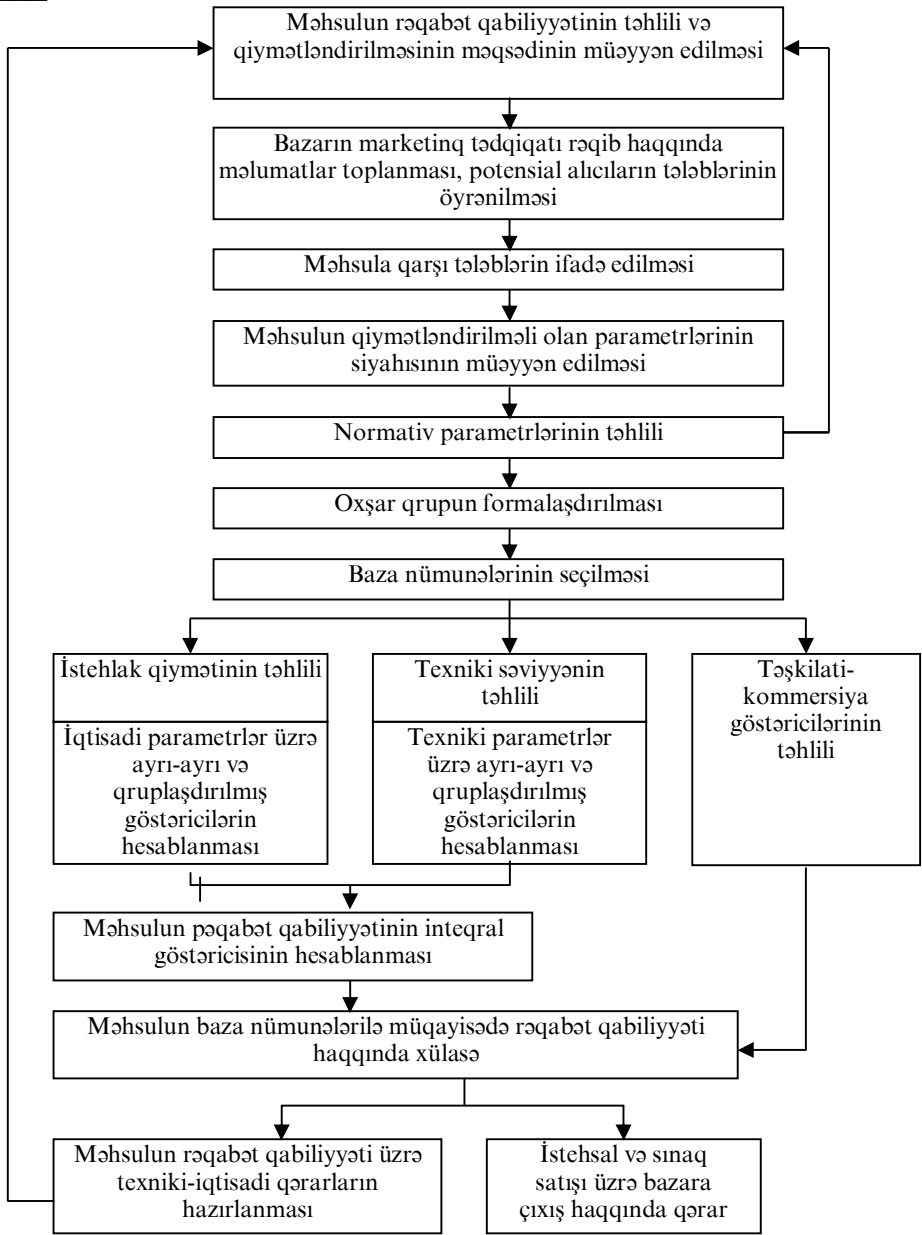 Məhsulun rəqabət qabiliyyətinin təhlili və
qiymətləndirilməsinin məqsədinin müəyyən edilməsi
Bazarın marketinq tədqiqatı rəqib haqqında
məlumatlar toplanması, potensial alıcıların tələblərinin
öyrənilməsi
Məhsula qarşı tələblərin ifadə edilməsi
Məhsulun qiymətləndirilməli olan parametrlərinin
siyahısının müəyyən edilməsi
Normativ parametrlərinin təhlili
Oxşar qrupun formalaşdırılması
Baza nümunələrinin seçilməsi
İstehlak qiymətinin təhlili
İqtisadi parametrlər üzrə
ayrı-ayrı və
qruplaşdırılmış
göstəricilərin
hesablanması
Texniki səviyyənin
təhlili
Texniki parametrlər
üzrə ayrı-ayrı və
qruplaşdırılmış
göstəricilərin
hesablanması
Təşkilati-
kommersiya
göstəricilərinin
təhlili
Məhsulun pəqabət qabiliyyətinin inteqral
göstəricisinin hesablanması
Məhsulun baza nümunələrilə müqayisədə rəqabət qabiliyyəti
haqqında xülasə
Məhsulun rəqabət qabiliyyəti üzrə
texniki-iqtisadi qərarların
hazırlanması
İstehsal və sınaq
satışı üzrə bazara
çıxış haqqında qərar